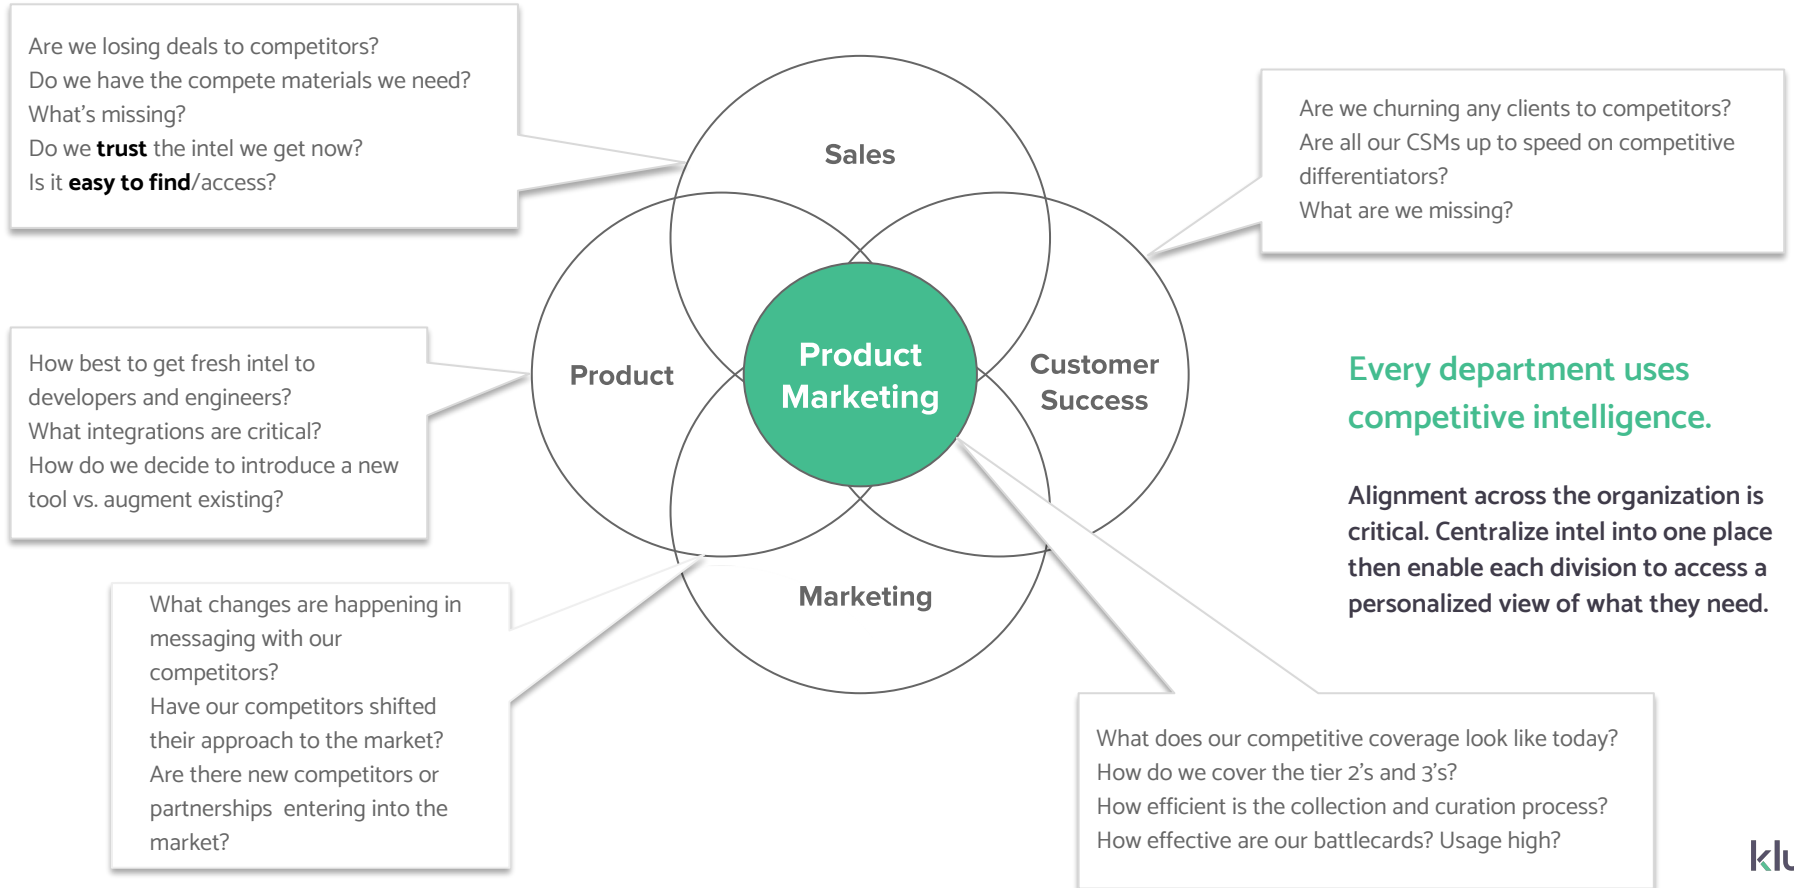 Are we losing deals to competitors?
Do we have the compete materials we need?
What's missing?
Do we trust the intel we get now?
Is it easy to find/access?
Sales
Are we churning any clients to competitors?
Are all our CSMs up to speed on competitive
differentiators?
What are we missing?
How best to get fresh intel to
developers and engineers?
What integrations are critical?
How do we decide to introduce a new
tool vs. augment existing?
Product
Product
Marketing
Customer
Success
Every department uses
competitive intelligence.
Alignment across the organization is
critical. Centralize intel into one place
then enable each division to access a
personalized view of what they need.
What changes are happening in
messaging with our
competitors?
Have our competitors shifted
their approach to the market?
Are there new competitors or
partnerships  entering into the
market?
Marketing
What does our competitive coverage look like today?
How do we cover the tier 2's and 3's?
How efficient is the collection and curation process?
How effective are our battlecards? Usage high?